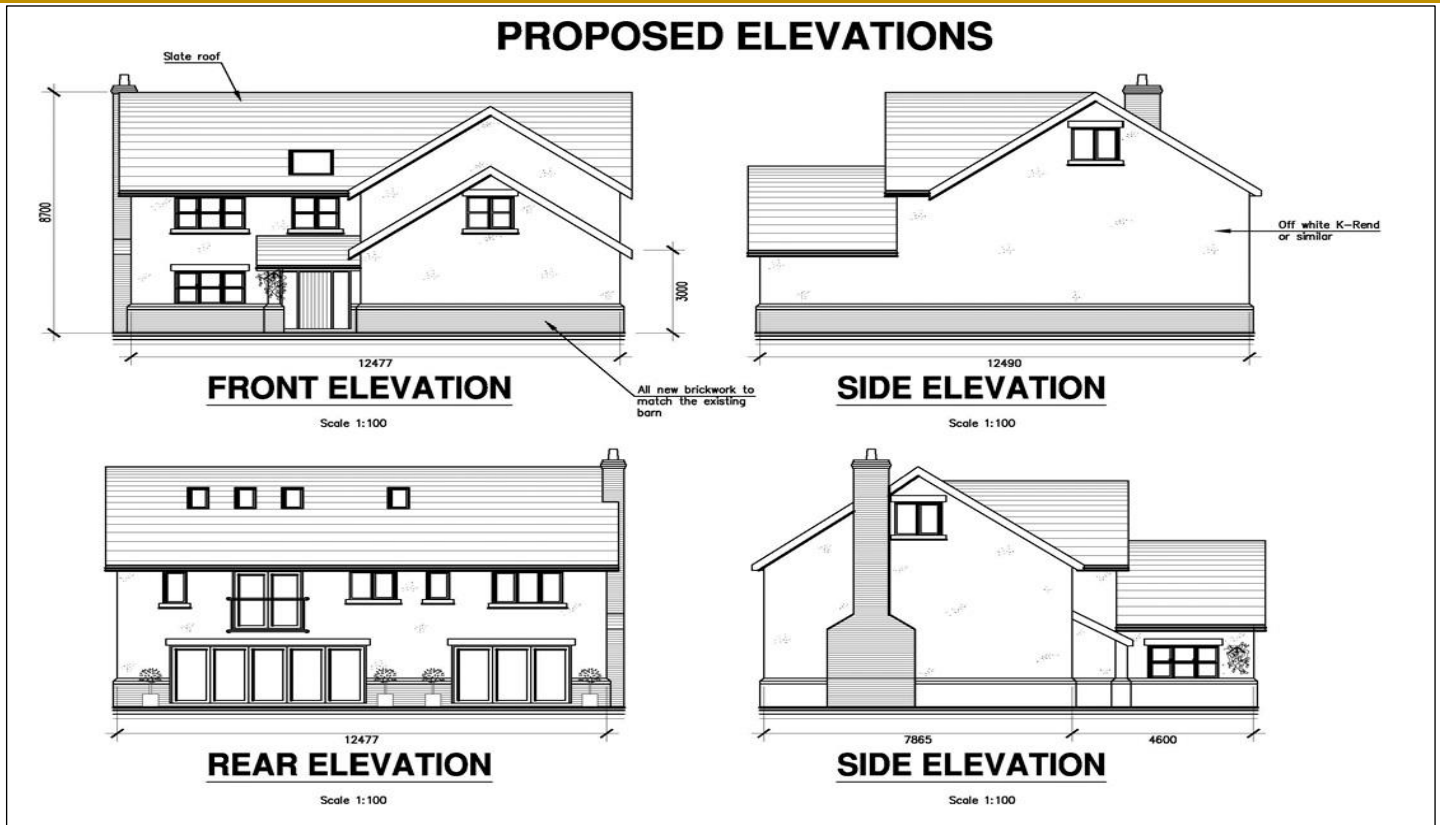 PROPOSED ELEVATIONS
Slate roof
8700
3000
12477
FRONT ELEVATION
Scale 1:100
All new brickwork to
match the existing
barn
Off white K-Rend
or similar
12490
SIDE ELEVATION
Scale 1:100
12477
REAR ELEVATION
Scale 1:100
7865
4600
SIDE ELEVATION
Scale 1:100